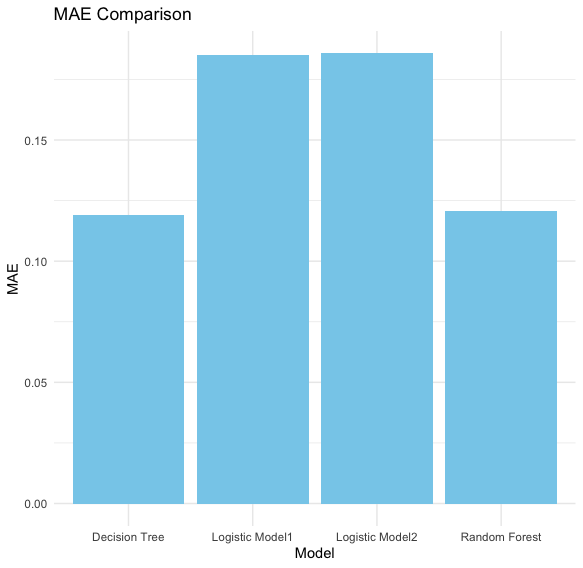 MAE Comparison
MAE
0.15
0.10
0.05
0.00
Decision Tree Logistic Model1 Logistic Model2 Random Forest
Model